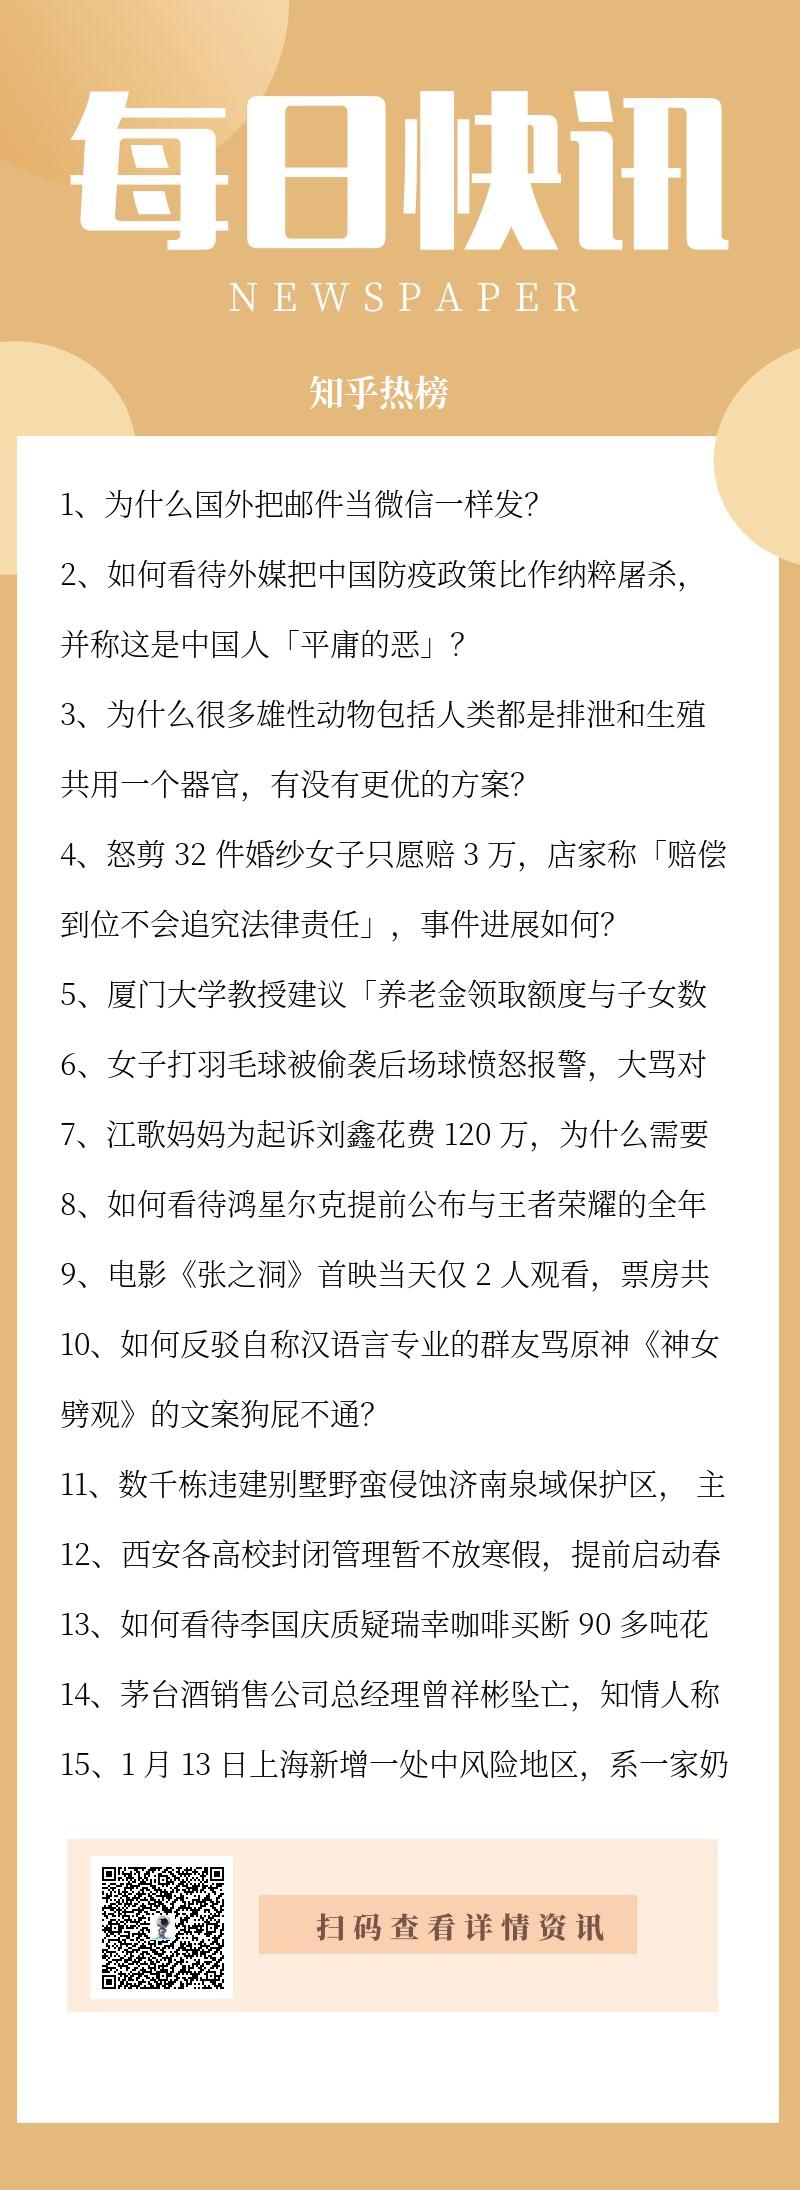 每日快讯
NEWSPAPER
知乎热榜
1、为什么国外把邮件当微信一样发？
2、如何看待外媒把中国防疫政策比作纳粹屠杀，
并称这是中国人「平庸的恶」？
3、为什么很多雄性动物包括人类都是排泄和生殖
共用一个器官，有没有更优的方案？
4、怒剪 32 件婚纱女子只愿赔 3 万，店家称「赔偿
到位不会追究法律责任」，事件进展如何？
5、厦门大学教授建议「养老金领取额度与子女数
6、女子打羽毛球被偷袭后场球愤怒报警，大骂对
7、江歌妈妈为起诉刘鑫花费 120 万，为什么需要
8、如何看待鸿星尔克提前公布与王者荣耀的全年
9、电影《张之洞》首映当天仅 2 人观看，票房共
10、如何反驳自称汉语言专业的群友骂原神《神女
劈观》的文案狗屁不通？
11、数千栋违建别墅野蛮侵蚀济南泉域保护区， 主
12、西安各高校封闭管理暂不放寒假，提前启动春
13、如何看待李国庆质疑瑞幸咖啡买断 90 多吨花
14、茅台酒销售公司总经理曾祥彬坠亡，知情人称
15、1 月 13 日上海新增一处中风险地区，系一家奶
扫码查看详情资讯